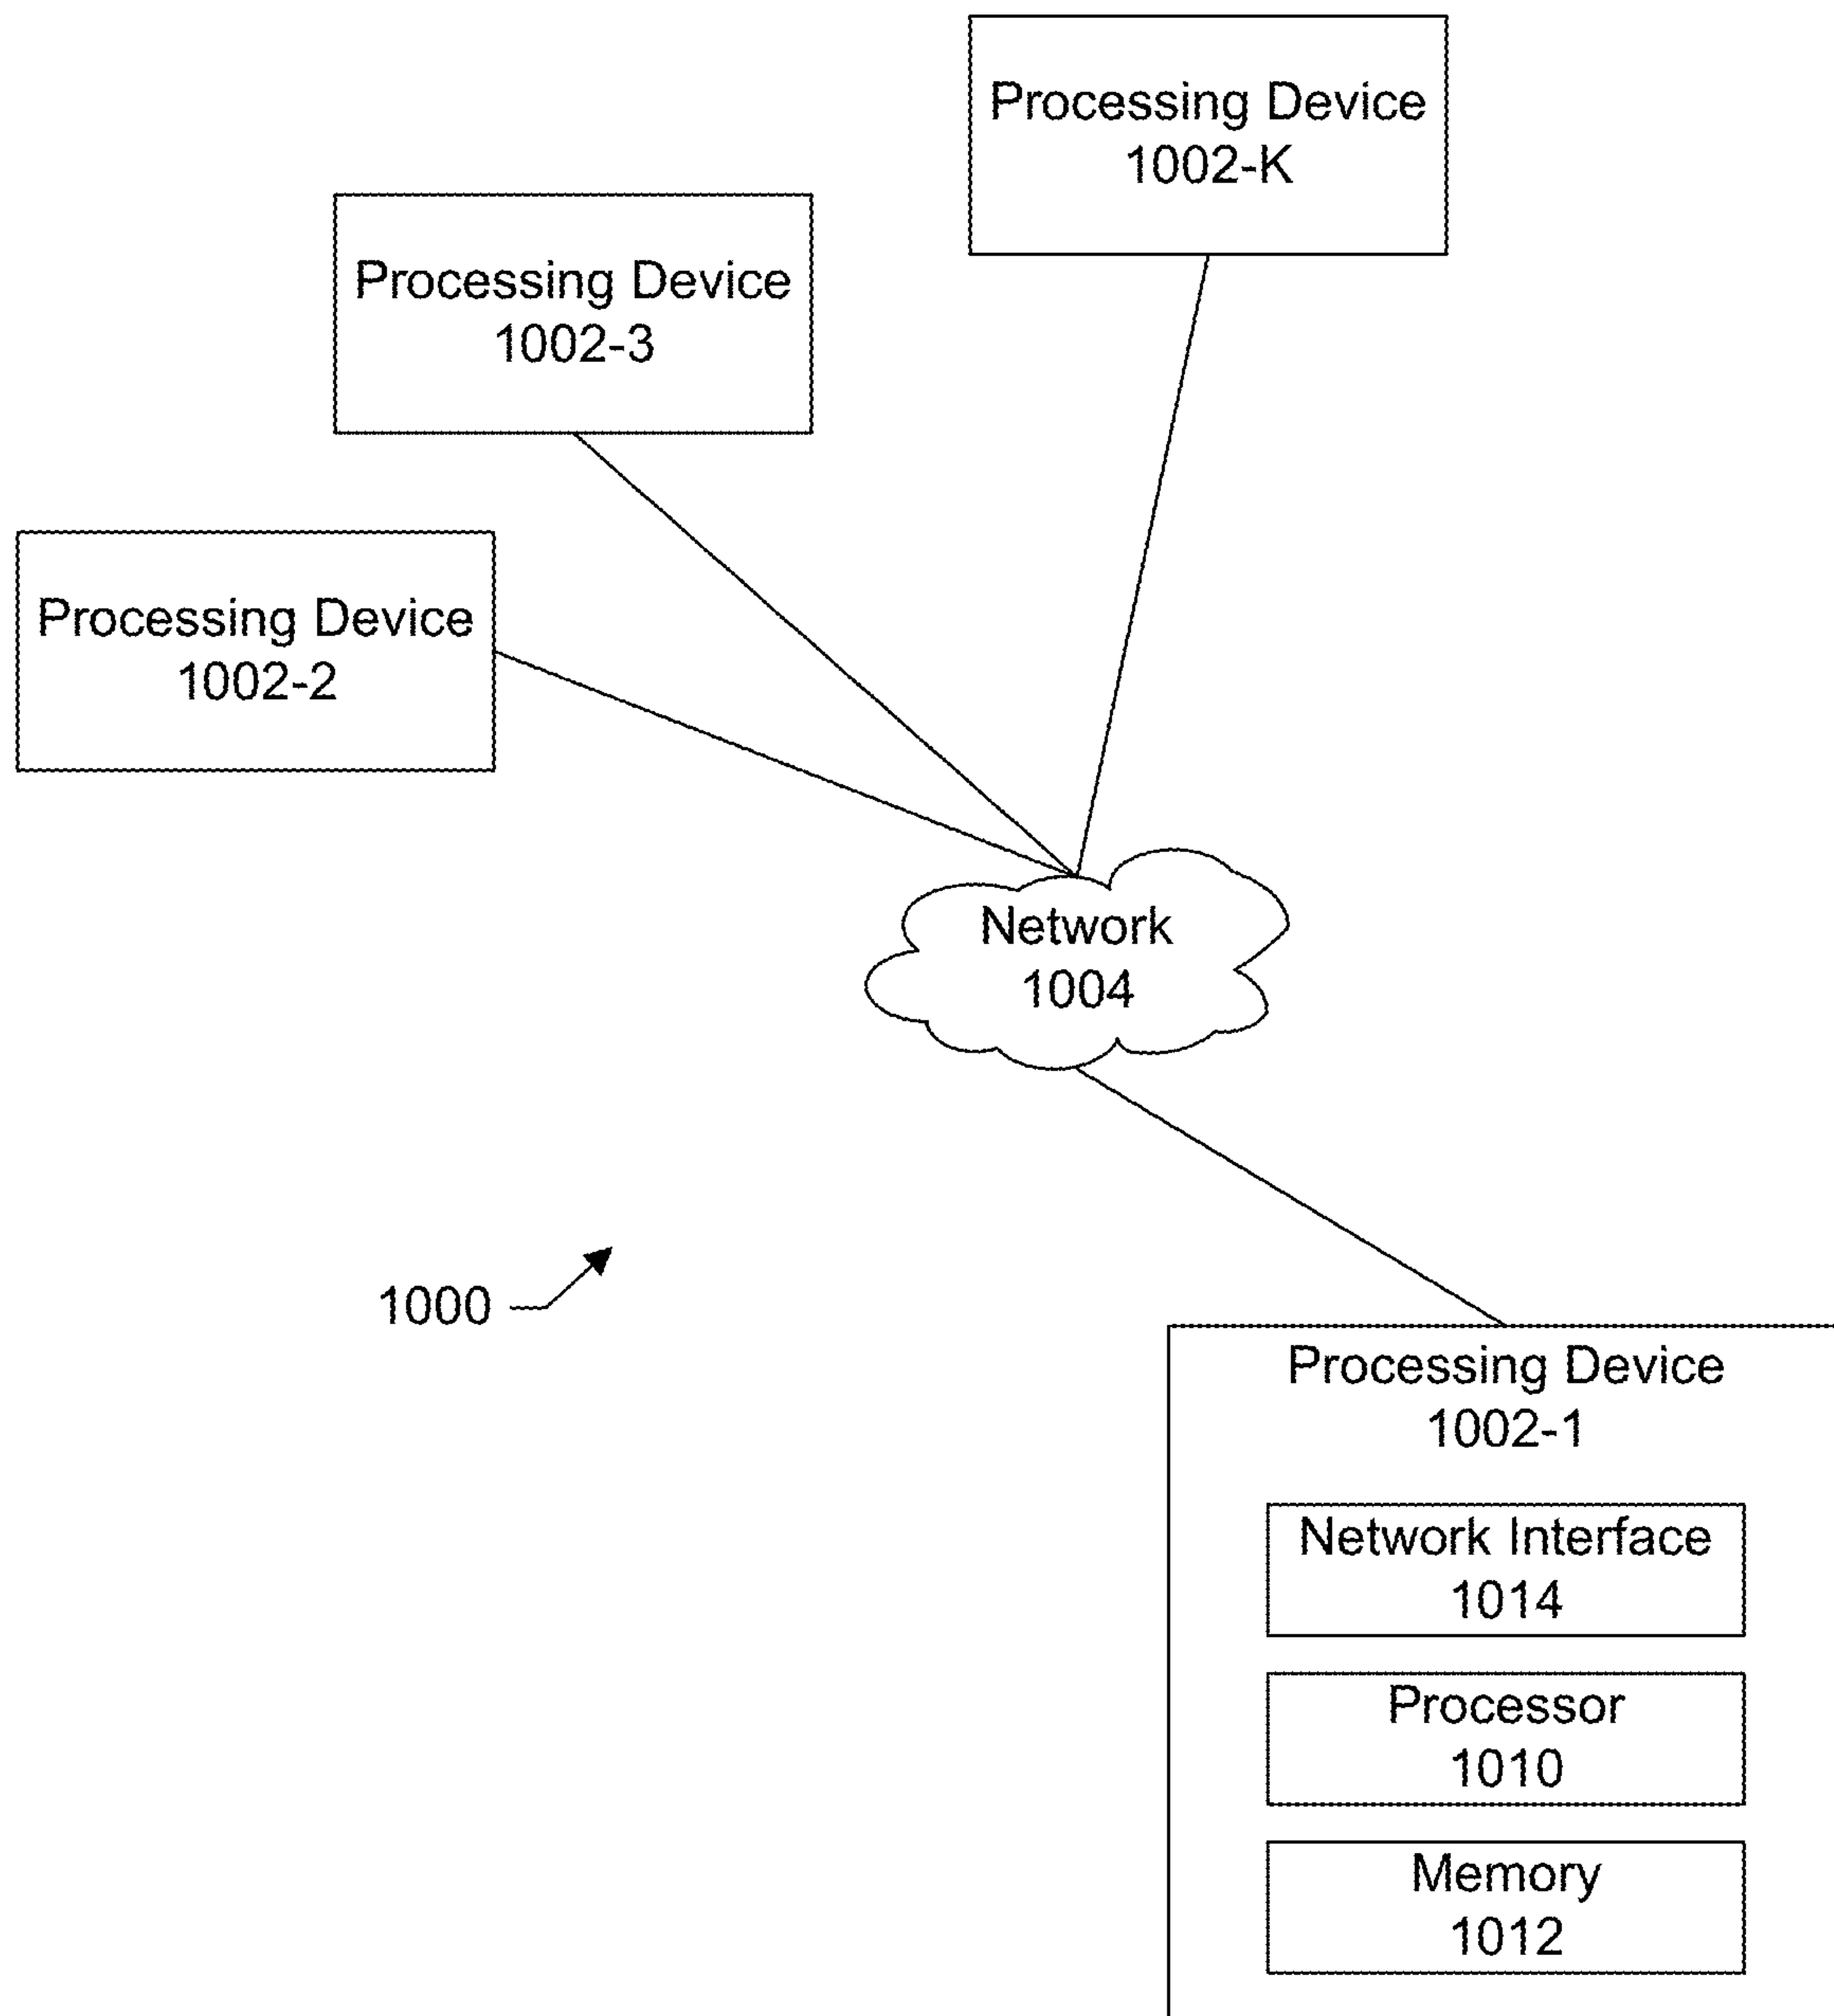 Processing Device
1002-K
Processing Device
1002-3
Processing Device
1002-2
Network
1004
1000
Processing Device
1002-1
Network Interface
1014
Processor
1010
Memory
1012